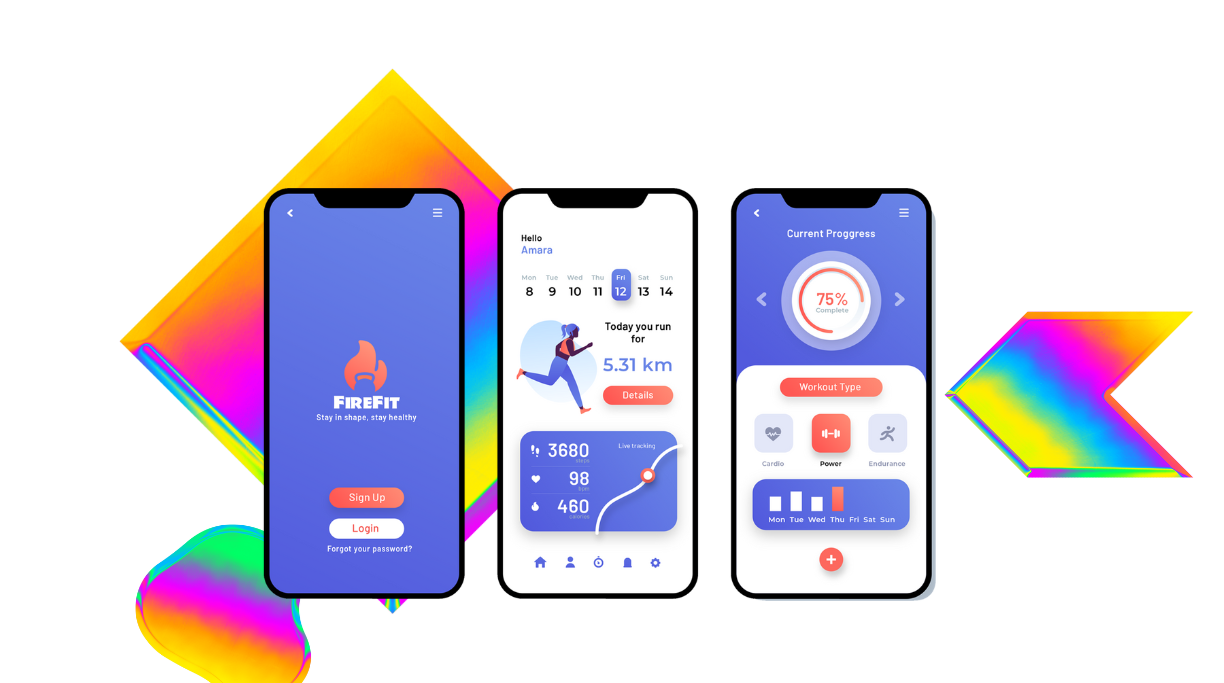 FIREFIT
Stay in shape, stay healthy
Sign Up
Login
Forgot your password?
Hello
Amara
Mon Tue Wed Thu Fri Sat Sun
8 9 10 11 12 13 14
Today you run
for
5.31 km
Details
3680
steps
Live tracking
98
bpm
460
calories
Current Proggress
75%
Complete
Workout Type
Cardio Power Endurance
Mon Tue Wed Thu Fri Sat Sun